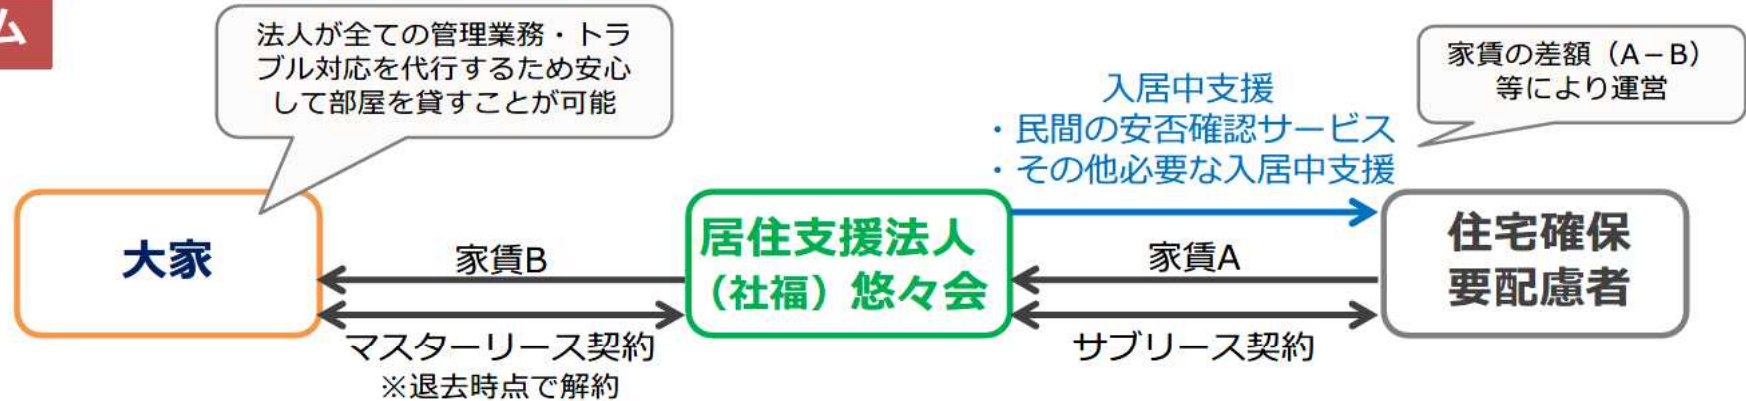 ム
法人が全ての管理業務・トラ
ブル対応を代行するため安心
して部屋を貸すことが可能
家賃の差額（A－B）
等により運営
入居中支援
・民間の安否確認サービス
・その他必要な入居中支援
大家
家賃B
マスターリース契約
※退去時点で解約
居住支援法人
（社福）悠々会
家賃A
サブリース契約
住宅確保
要配慮者